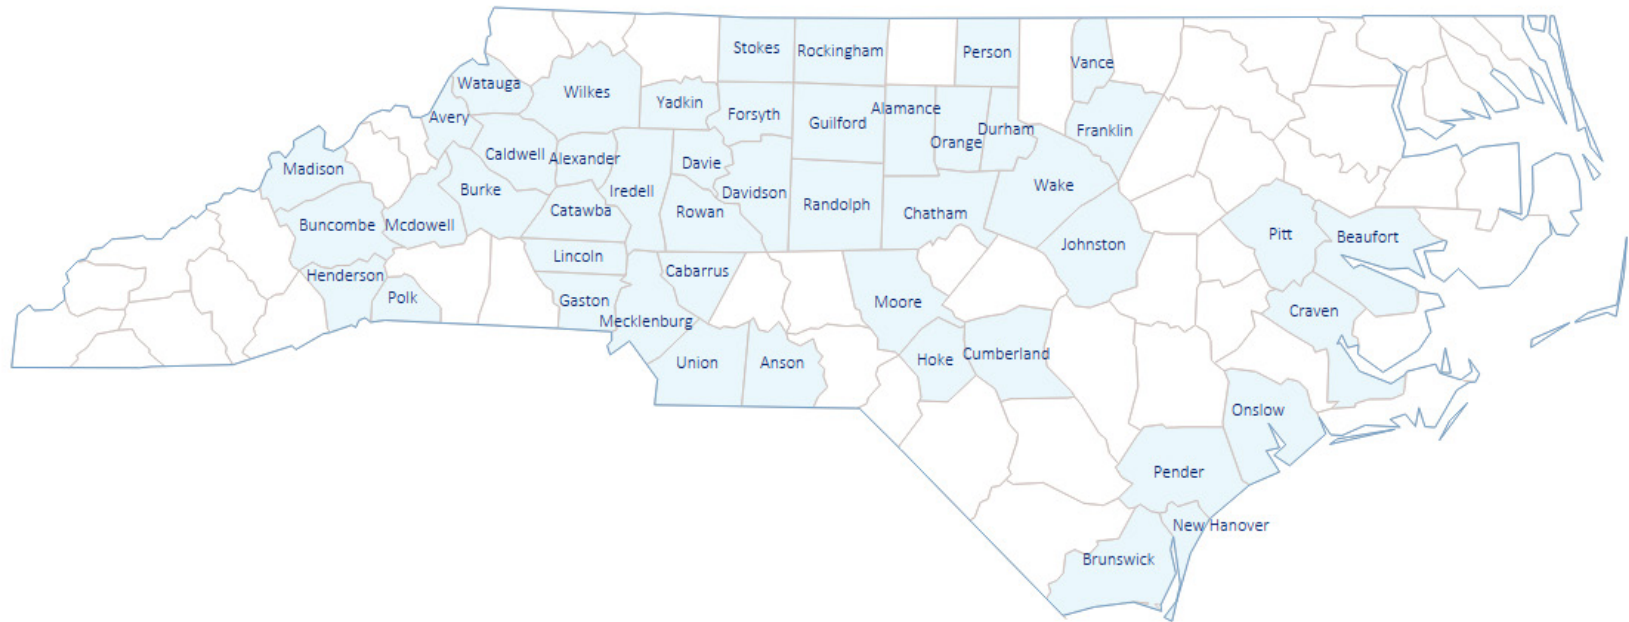 Stokes
Rockingham
Person
Vance
Watauga
Wilkes
Yadkin
Forsyth
Guilford
Alamance
Orange
Durham
Franklin
Avery
Madison
Caldwell
Alexander
Davie
Iredell
Burke
Davidson
Randolph
Wake
Catawba
Rowan
Chatham
Buncombe
Mcdowell
Johnston
Pitt
Beaufort
Lincoln
Cabarrus
Henderson
Polk
Gaston
Moore
Craven
Mecklenburg
Union
Anson
Hoke
Cumberland
Onslow
Pender
New Hanover
Brunswick